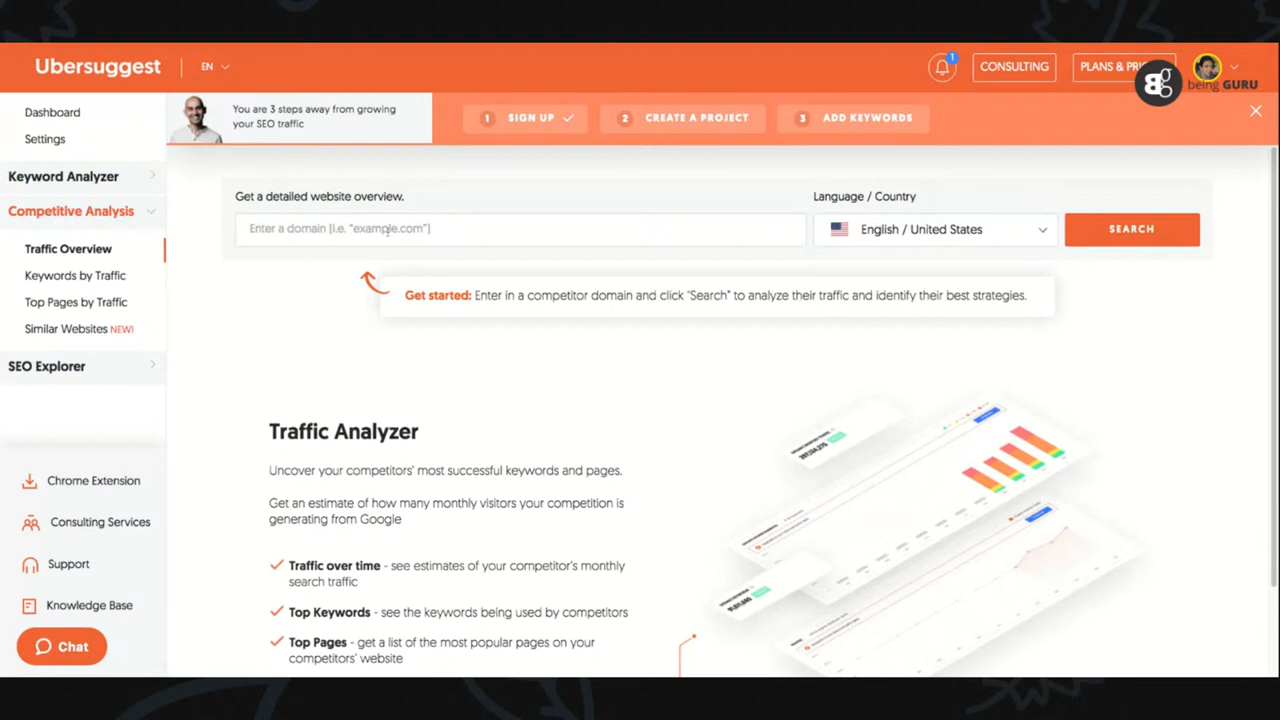 Ubersuggest
EN
1
CONSULTING
PLANS & PRI
being GURU
Dashboard
Settings
Keyword Analyzer
Competitive Analysis
Traffic Overview
Keywords by Traffic
Top Pages by Traffic
Similar Websites NEW!
SEO Explorer
Chrome Extension
Consulting Services
Support
Knowledge Base
Chat
You are 3 steps away from growing
your SEO traffic
1 SIGN UP
2 CREATE A PROJECT
3 ADD KEYWORDS
Get a detailed website overview.
Enter a domain [i.e. "example.com"]
Language / Country
English / United States
SEARCH
Get started: Enter in a competitor domain and click "Search" to analyze their traffic and identify their best strategies.
Traffic Analyzer
Uncover your competitors' most successful keywords and pages.
Get an estimate of how many monthly visitors your competition is
generating from Google
Traffic over time - see estimates of your competitor's monthly
search traffic
Top Keywords - see the keywords being used by competitors
Top Pages - get a list of the most popular pages on your
competitors' website